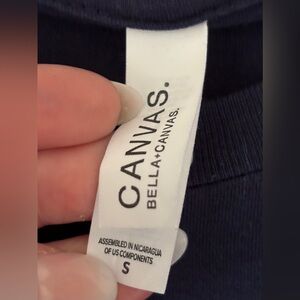 CANVAS.
BELLA+CANVAS.
ASSEMBLED IN NICARAGUA
OF US COMPONENTS
S